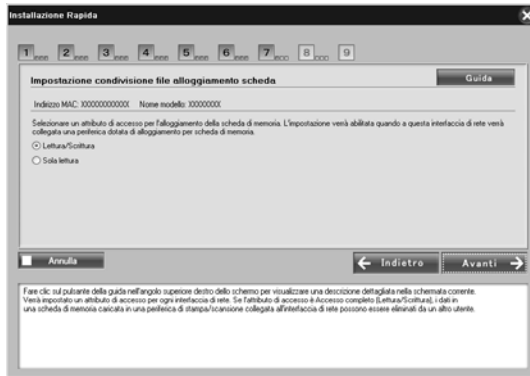 Installazione Rapida
1 2 3 4 5 6 7 8 9
Impostazione condivisione file alloggiamento scheda
Guida
Indirizzo MAC: XXXXXXXXXXXX Nome modello: XXXXXXXX
Selezionare un attributo di accesso per l'alloggiamento della scheda di memoria. L'impostazione verrà abilitata quando a questa interfaccia di rete verrà
collegata una periferica dotata di alloggiamento per scheda di memoria.
Lettura/Scrittura
Sola lettura
Annulla
Indietro
Avanti
Fare clic sul pulsante della guida nell'angolo superiore destro dello schermo per visualizzare una descrizione dettagliata nella schermata corrente.
Verrà impostato un attributo di accesso per ogni interfaccia di rete. Se l'attributo di accesso è Accesso completo (Lettura/Scrittura), i dati in
una scheda di memoria caricata in una periferica di stampa/scansione collegata all'interfaccia di rete possono essere eliminati da un altro utente.